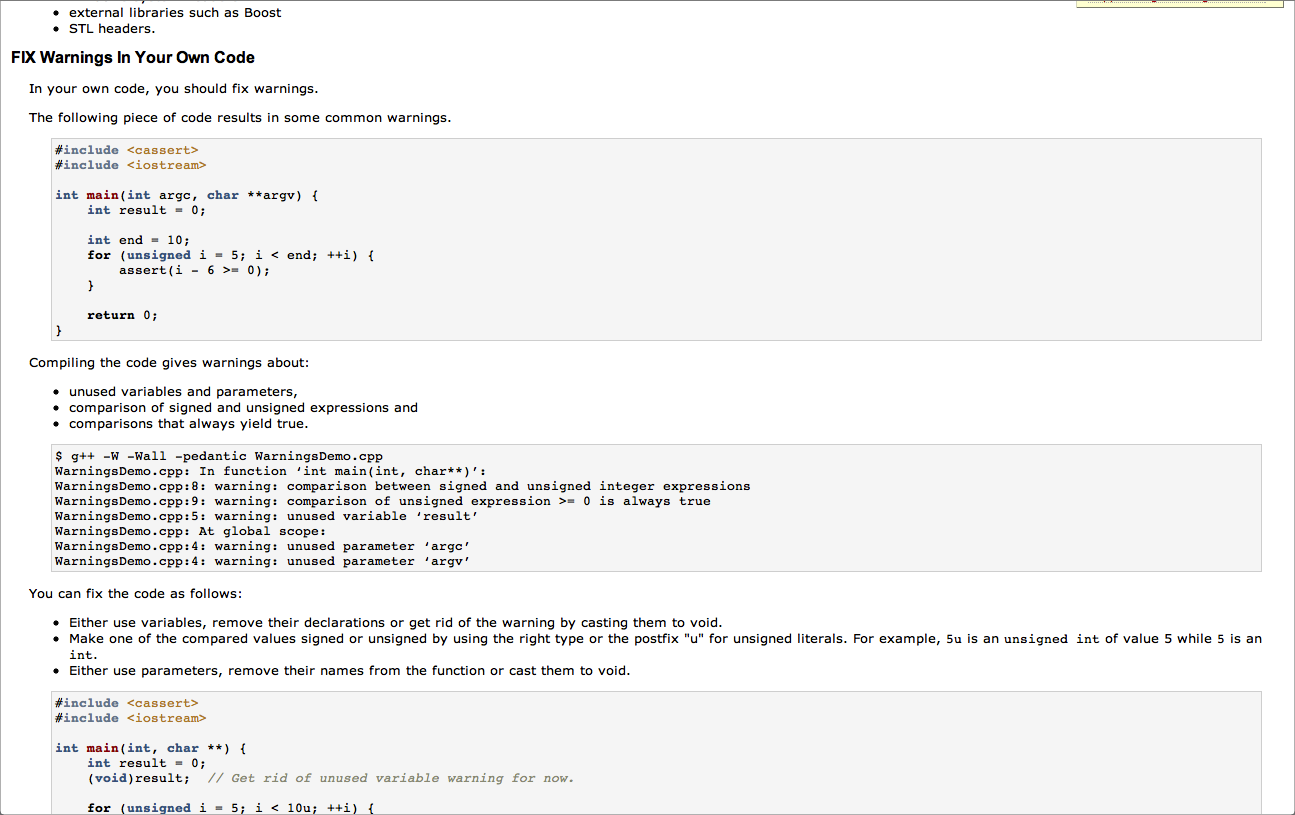 • external libraries such as Boost
• STL headers.
FIX Warnings In Your Own Code
In your own code, you should fix warnings.
The following piece of code results in some common warnings.
#include <cassert>
#include <iostream>
int main(int argc, char **argv) {
    int result = 0;
    int end = 10;
    for (unsigned i = 5; i < end; ++i) {
        assert(i - 6 >= 0);
    }
    return 0;
}
Compiling the code gives warnings about:
• unused variables and parameters,
• comparison of signed and unsigned expressions and
• comparisons that always yield true.
$ g++ -W -Wall -pedantic WarningsDemo.cpp
WarningsDemo.cpp: In function ‘int main(int, char**)’:
WarningsDemo.cpp:8: warning: comparison between signed and unsigned integer expressions
WarningsDemo.cpp:9: warning: comparison of unsigned expression >= 0 is always true
WarningsDemo.cpp:5: warning: unused variable ‘result’
WarningsDemo.cpp: At global scope:
WarningsDemo.cpp:4: warning: unused parameter ‘argc’
WarningsDemo.cpp:4: warning: unused parameter ‘argv’
You can fix the code as follows:
• Either use variables, remove their declarations or get rid of the warning by casting them to void.
• Make one of the compared values signed or unsigned by using the right type or the postfix "u" for unsigned literals. For example, 5u is an unsigned int of value 5 while 5 is an
int.
• Either use parameters, remove their names from the function or cast them to void.
#include <cassert>
#include <iostream>
int main(int, char **) {
    int result = 0;
    (void)result;  // Get rid of unused variable warning for now.
    for (unsigned i = 5; i < 10u; ++i) {